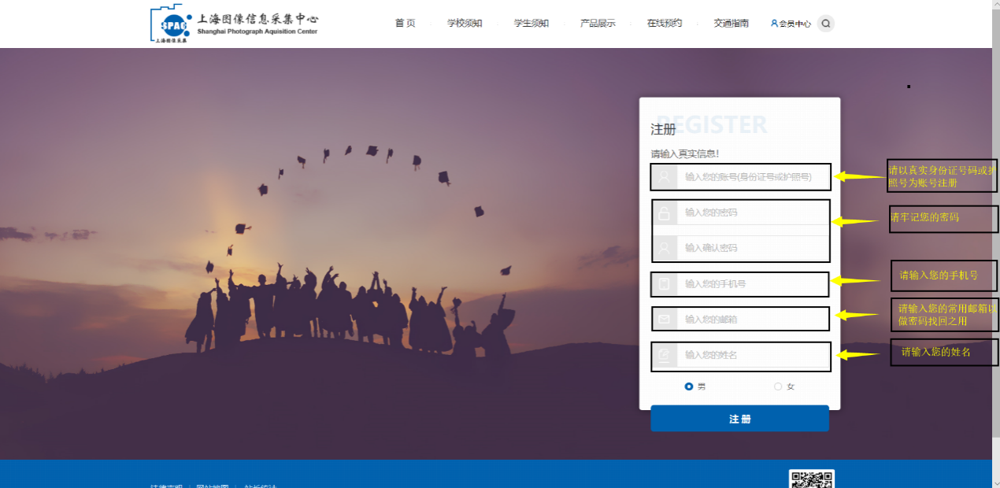 SPAC
上海图像采集
上海图像信息采集中心
Shanghai Photograph Aquisition Center
首 页
学校须知
学生须知
产品展示
在线预约
交通指南
会员中心
REGISTER
注册
请输入真实信息!
输入您的账号(身份证号或护照号)
请以真实身份证号码或护照号为账号注册
输入您的密码
请牢记您的密码
输入确认密码
输入您的手机号
请输入您的手机号
输入您的邮箱
请输入您的常用邮箱以
做密码找回之用
输入您的姓名
请输入您的姓名
男
女
注 册
法律声明
网站地图
站长统计